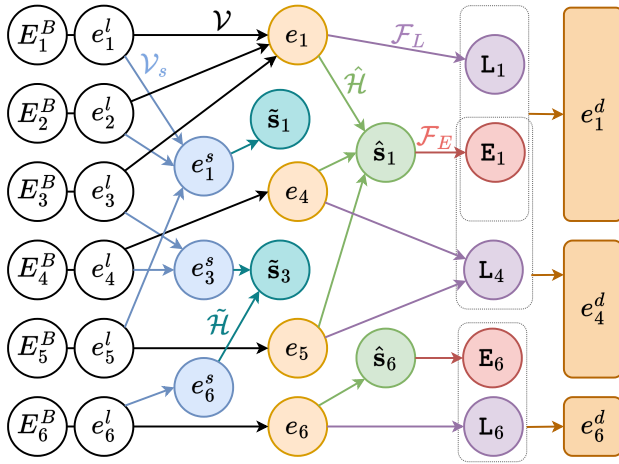 E_1^B e_1^l 𝒱 e_1 ℱ_L L_1
𝒱_s Ĥ
E_2^B e_2^l s̃_1 e_1^d
E_3^B e_3^l e_1^s e_4 ŝ_1 ℱ_E E_1
E_4^B e_4^l e_3^s s̃_3 L_4 e_4^d
H̃
E_5^B e_5^l e_5 ŝ_6 E_6
e_6^s
E_6^B e_6^l e_6 L_6 e_6^d